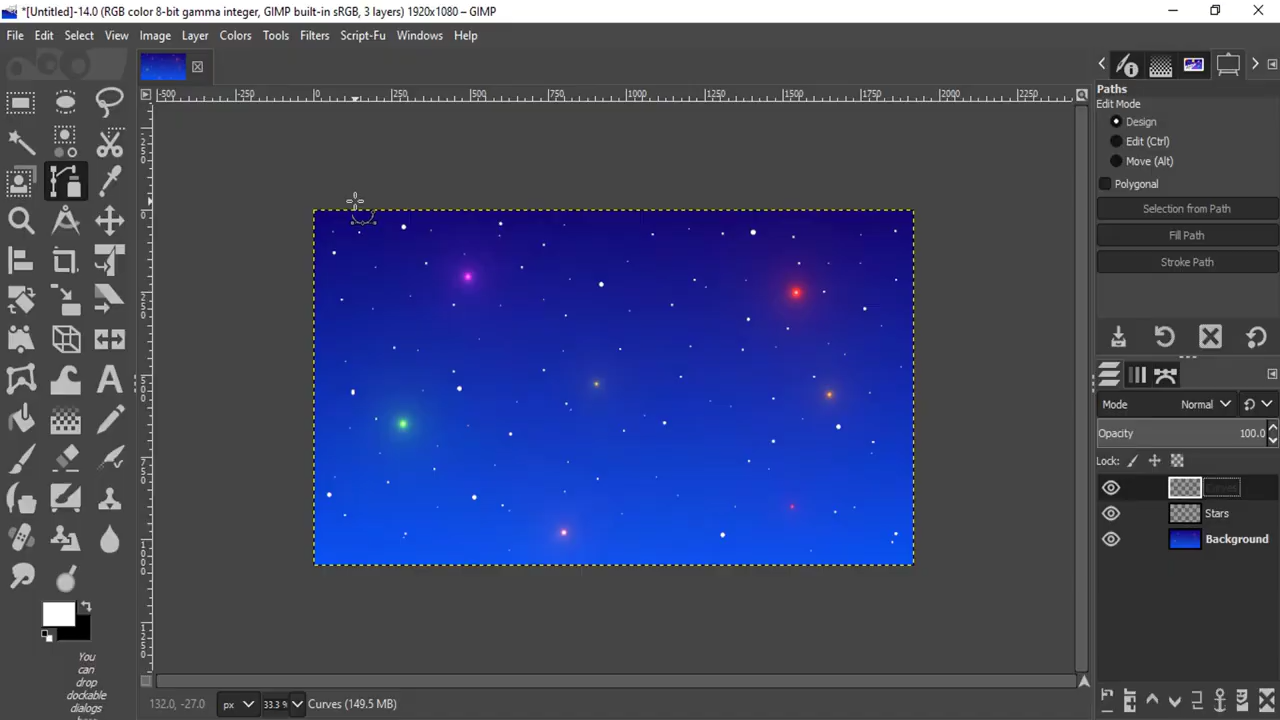 *[Untitled]-14.0 (RGB color 8-bit gamma integer, GIMP built-in sRGB, 3 layers) 1920x1080 – GIMP
File Edit Select View Image Layer Colors Tools Filters Script-Fu Windows Help
-500 -250 0 250 500 750 1000 1250 1500 1750 2000 2250
Paths
Edit Mode
Design
Edit (Ctrl)
Move (Alt)
Polygonal
Selection from Path
Fill Path
Stroke Path
Mode Normal
Opacity 100.0
Lock:
Curves
Stars
Background
You
can
drop
dockable
dialogs
132.0, -27.0 px 33.3 % Curves (149.5 MB)